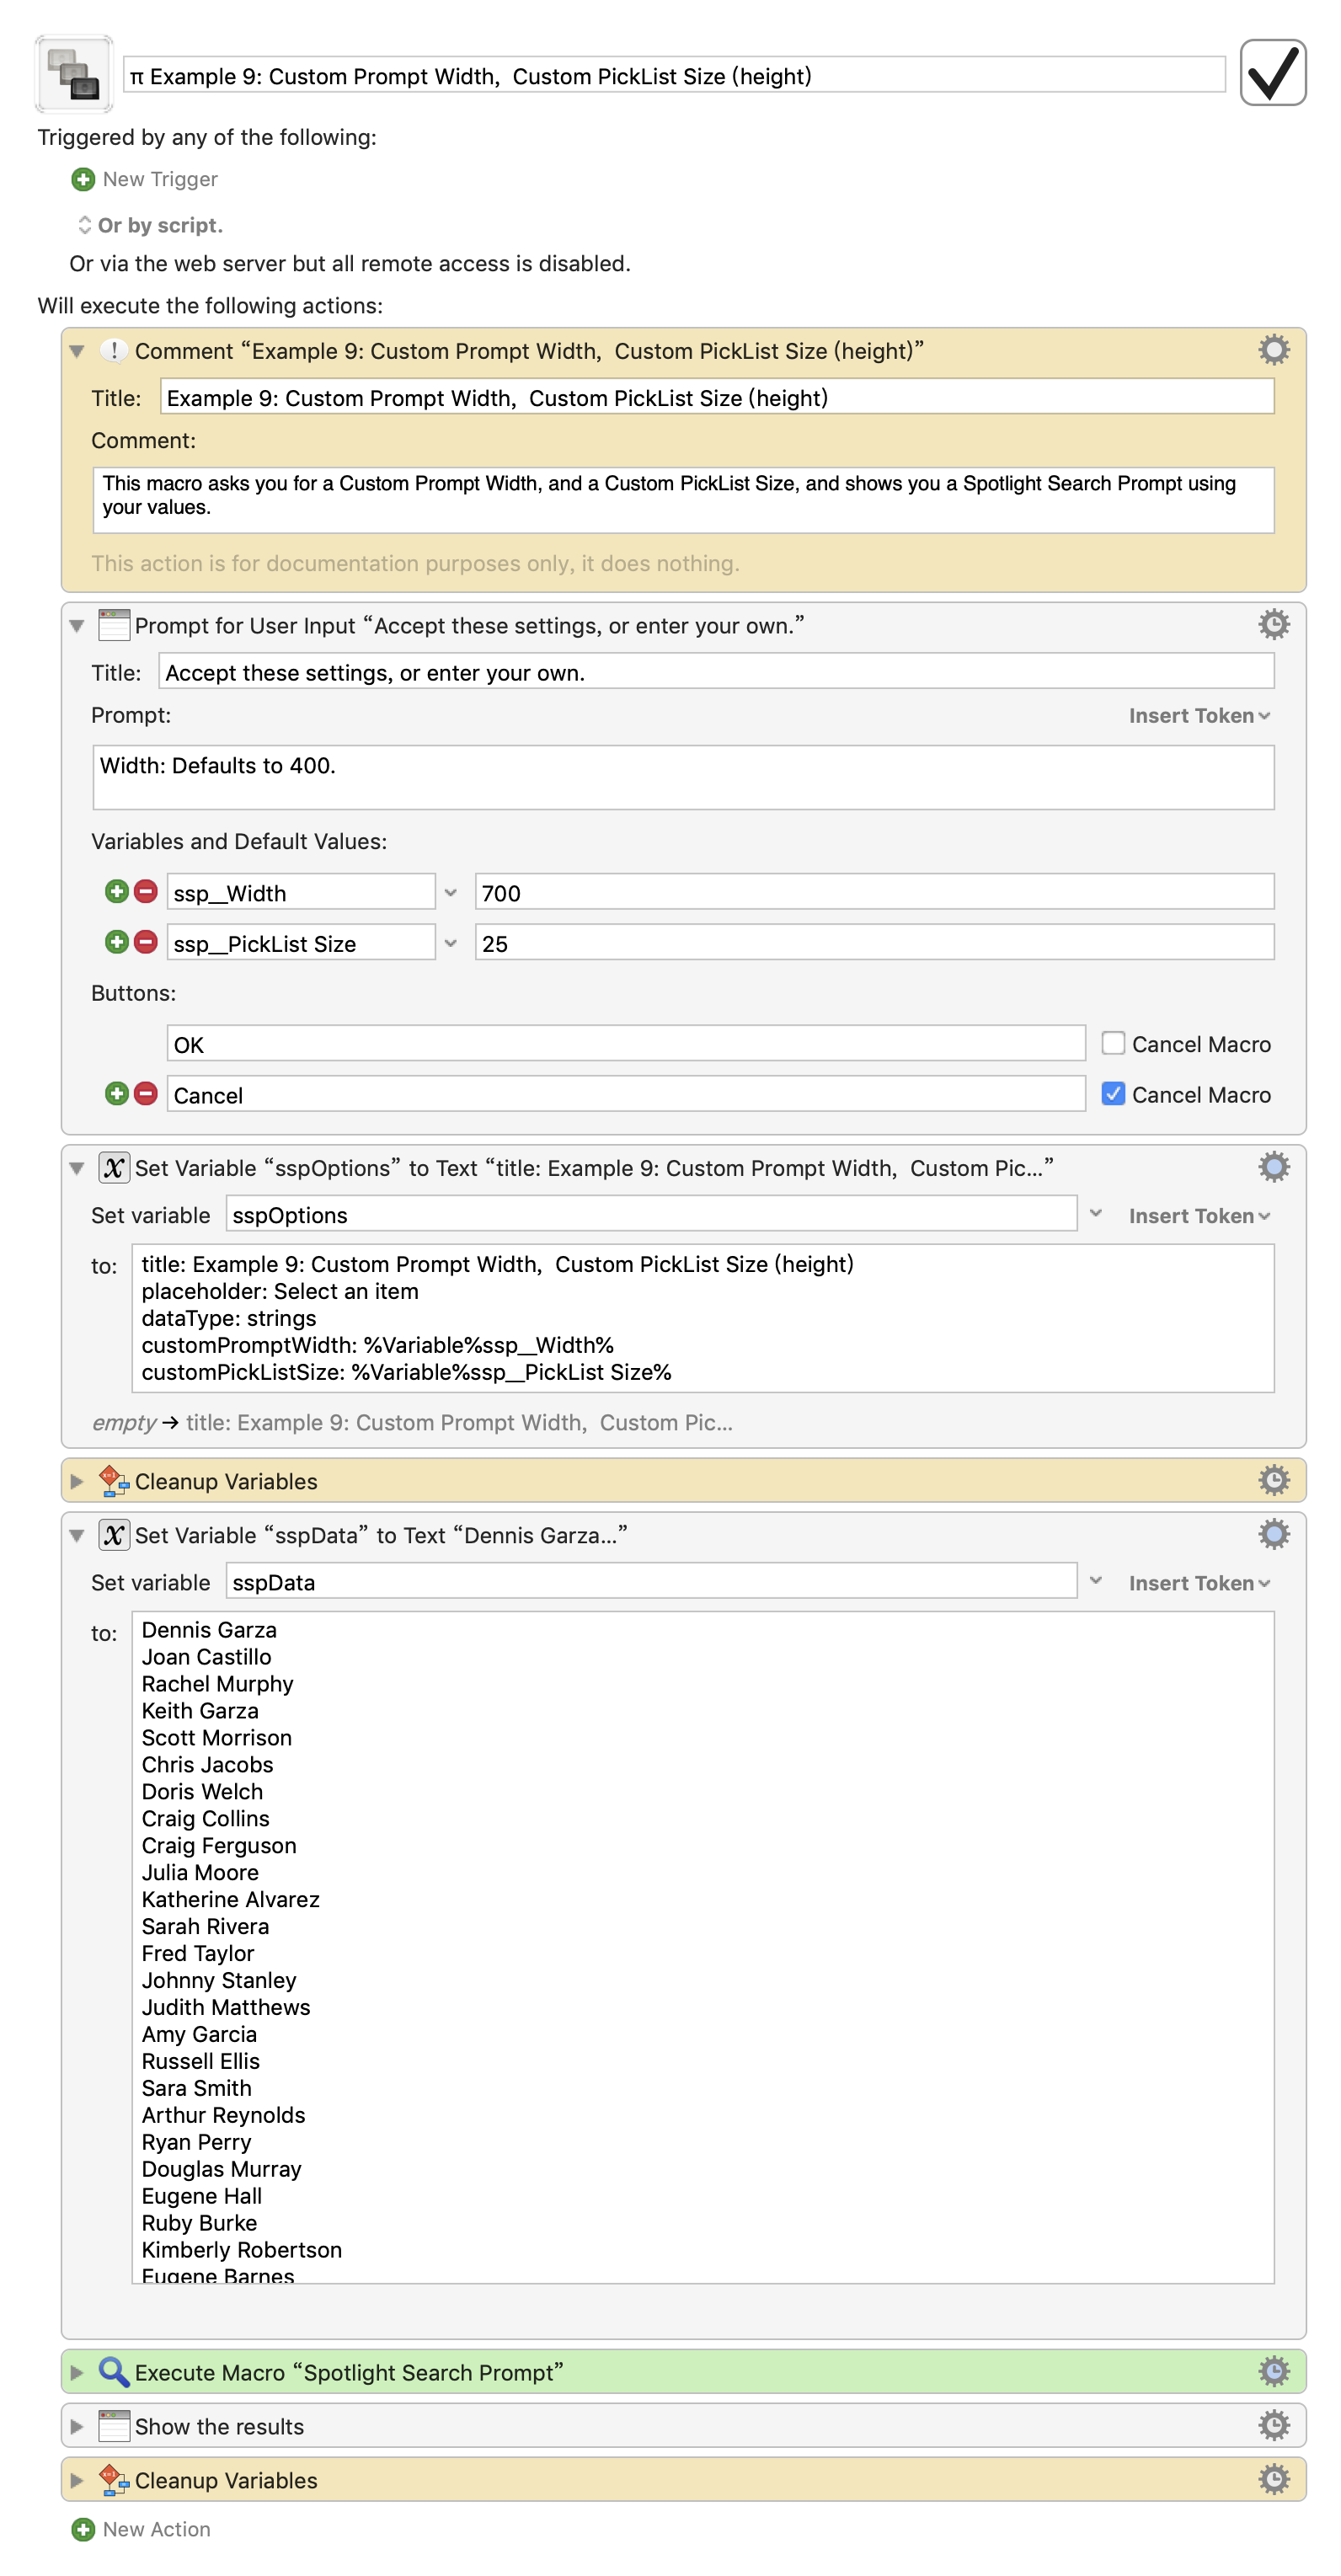 π Example 9: Custom Prompt Width,  Custom PickList Size (height)
Triggered by any of the following:
New Trigger
Or by script.
Or via the web server but all remote access is disabled.
Will execute the following actions:
Comment “Example 9: Custom Prompt Width,  Custom PickList Size (height)”
Title: Example 9: Custom Prompt Width,  Custom PickList Size (height)
Comment:
This macro asks you for a Custom Prompt Width, and a Custom PickList Size, and shows you a Spotlight Search Prompt using
your values.
This action is for documentation purposes only, it does nothing.
Prompt for User Input “Accept these settings, or enter your own.”
Title: Accept these settings, or enter your own.
Prompt: Insert Token
Width: Defaults to 400.
Variables and Default Values:
ssp__Width 700
ssp__PickList Size 25
Buttons:
OK Cancel Macro
Cancel Cancel Macro
Set Variable “sspOptions” to Text “title: Example 9: Custom Prompt Width,  Custom Pic...”
Set variable sspOptions Insert Token
to: title: Example 9: Custom Prompt Width,  Custom PickList Size (height)
placeholder: Select an item
dataType: strings
customPromptWidth: %Variable%ssp__Width%
customPickListSize: %Variable%ssp__PickList Size%
empty → title: Example 9: Custom Prompt Width,  Custom Pic...
Cleanup Variables
Set Variable “sspData” to Text “Dennis Garza...”
Set variable sspData Insert Token
to: Dennis Garza
Joan Castillo
Rachel Murphy
Keith Garza
Scott Morrison
Chris Jacobs
Doris Welch
Craig Collins
Craig Ferguson
Julia Moore
Katherine Alvarez
Sarah Rivera
Fred Taylor
Johnny Stanley
Judith Matthews
Amy Garcia
Russell Ellis
Sara Smith
Arthur Reynolds
Ryan Perry
Douglas Murray
Eugene Hall
Ruby Burke
Kimberly Robertson
Eugene Barnes
Execute Macro “Spotlight Search Prompt”
Show the results
Cleanup Variables
New Action